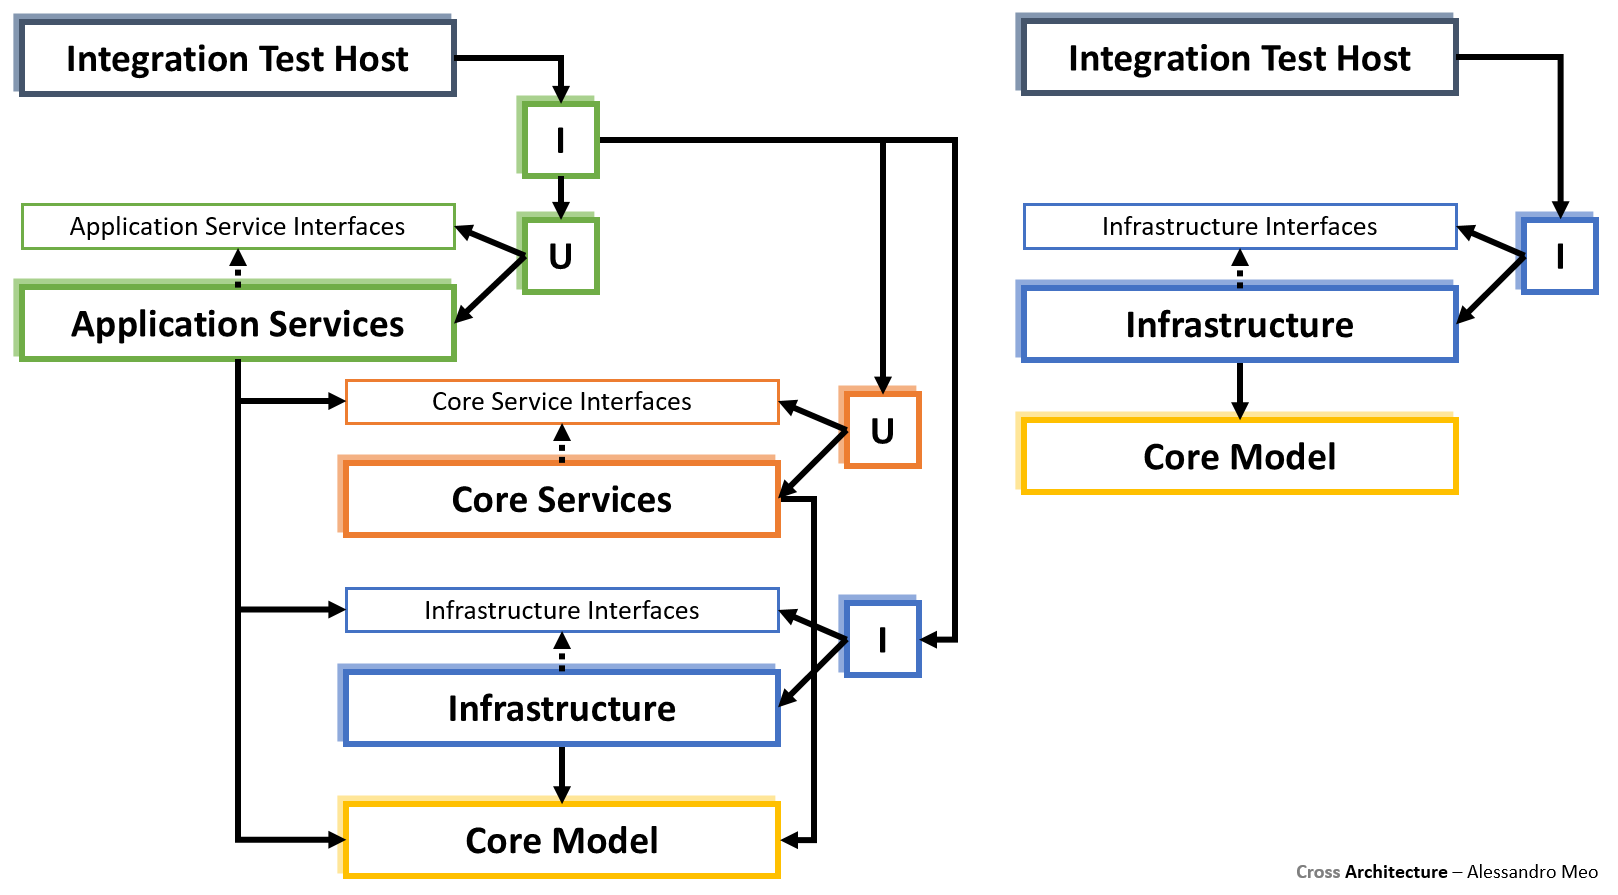 Integration Test Host
I
Application Service Interfaces
U
Application Services
Core Service Interfaces
U
Core Services
Infrastructure Interfaces
I
Infrastructure
Core Model
Integration Test Host
Infrastructure Interfaces
I
Infrastructure
Core Model
Cross Architecture – Alessandro Meo